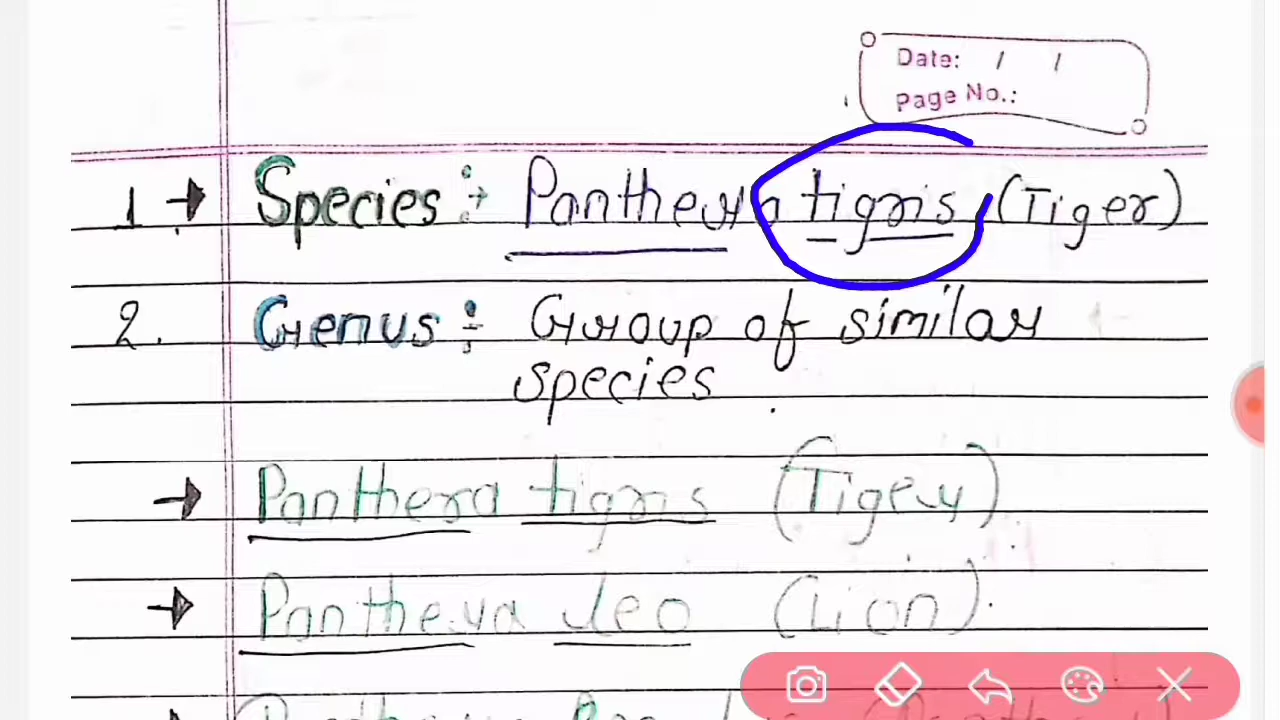 Date: / /
Page No.:
1 → Species :→ Panthera tigris (Tiger)
2. Genus : Group of similar
species.
→ Panthera tigris (Tiger).
→ Panthera leo (Lion).